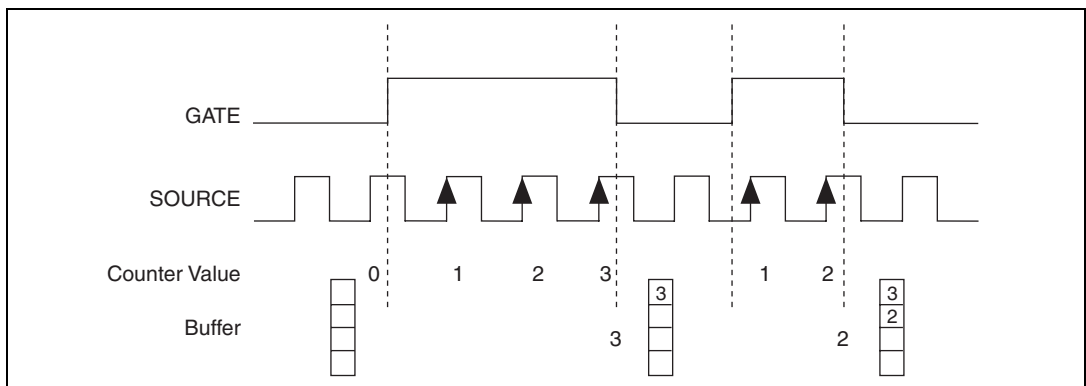 GATE
SOURCE
Counter Value 0 1 2 3 1 2
3 3
2
Buffer 3 2